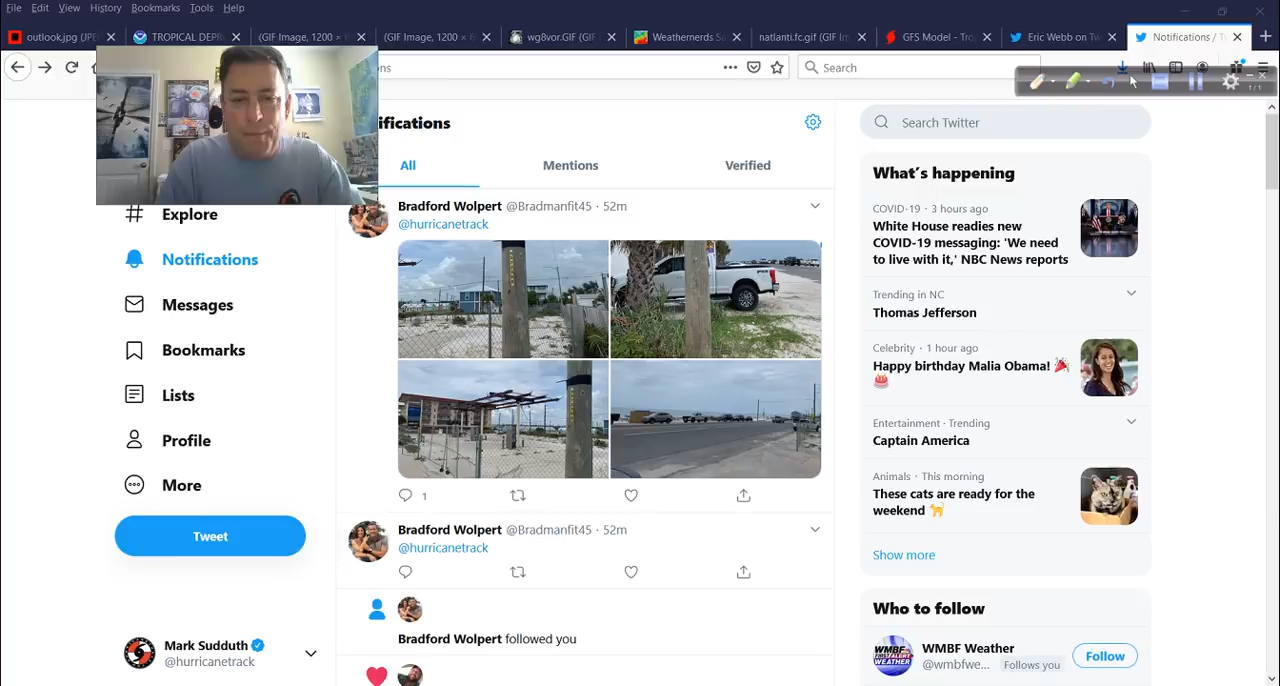 File Edit View History Bookmarks Tools Help
outlook.jpg (JPE
TROPICAL DEPR
(GIF Image, 1200 ×
(GIF Image, 1200 ×
wg8vor.GIF (GIF
Weathernerds Sa
natlanti.fc.gif (GIF Im
GFS Model – Tro
Eric Webb on Tw
Notifications / Tw
ons
Search
1/1
ifications
Search Twitter
All
Mentions
Verified
What's happening
Bradford Wolpert @Bradmanfit45 · 52m
@hurricanetrack
COVID-19 · 3 hours ago
White House readies new
COVID-19 messaging: 'We need
to live with it,' NBC News reports
Explore
Notifications
Messages
Bookmarks
Lists
Profile
More
Tweet
Trending in NC
Thomas Jefferson
Celebrity · 1 hour ago
Happy birthday Malia Obama! 🎉
🎂
Entertainment · Trending
Captain America
Animals · This morning
These cats are ready for the
weekend 🐈
Show more
1
Bradford Wolpert @Bradmanfit45 · 52m
@hurricanetrack
Bradford Wolpert followed you
Who to follow
WMBF Weather
@wmbfwe... Follows you
Follow
Mark Sudduth
@hurricanetrack